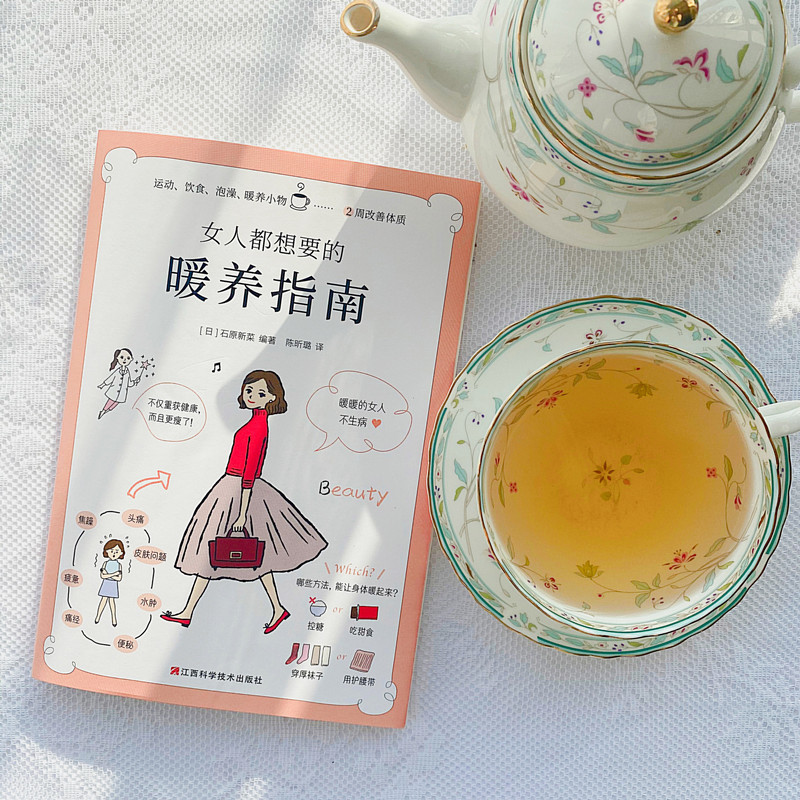 运动、饮食、泡澡、暖养小物 ...... 2周改善体质
女人都想要的
暖养指南
[日]石原新菜 编著 陈昕璐 译
不仅重获健康，
而且更瘦了！
暖暖的女人
不生病
Beauty
焦躁
头痛
皮肤问题
疲惫
水肿
痛经
便秘
Which?
哪些方法，能让身体暖起来？
控糖 or 吃甜食
穿厚袜子 or 用护腰带
江西科学技术出版社